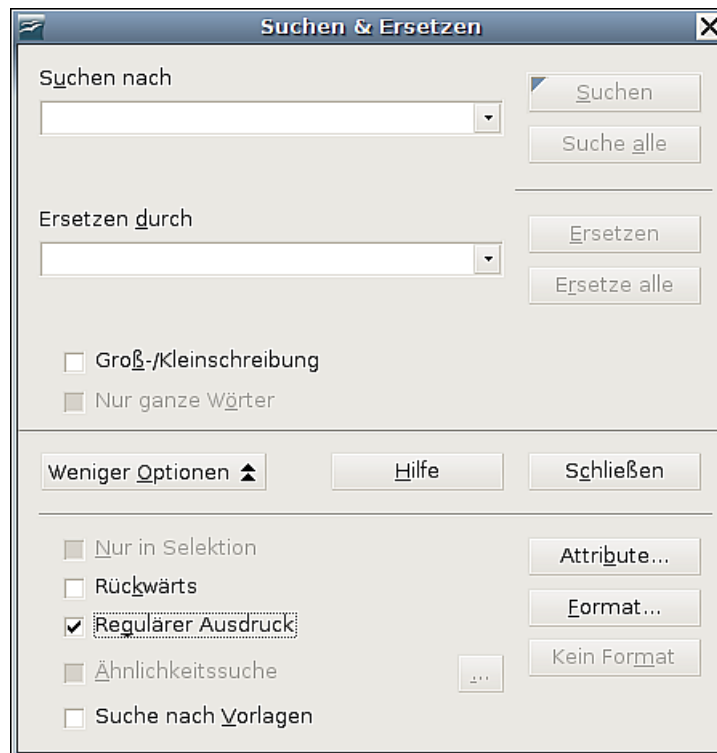 Suchen & Ersetzen
Suchen nach
Suchen
Suche alle
Ersetzen durch
Ersetzen
Ersetze alle
Groß-/Kleinschreibung
Nur ganze Wörter
Weniger Optionen
Hilfe
Schließen
Nur in Selektion
Attribute...
Rückwärts
Format...
Regulärer Ausdruck
Kein Format
Ähnlichkeitssuche
...
Suche nach Vorlagen